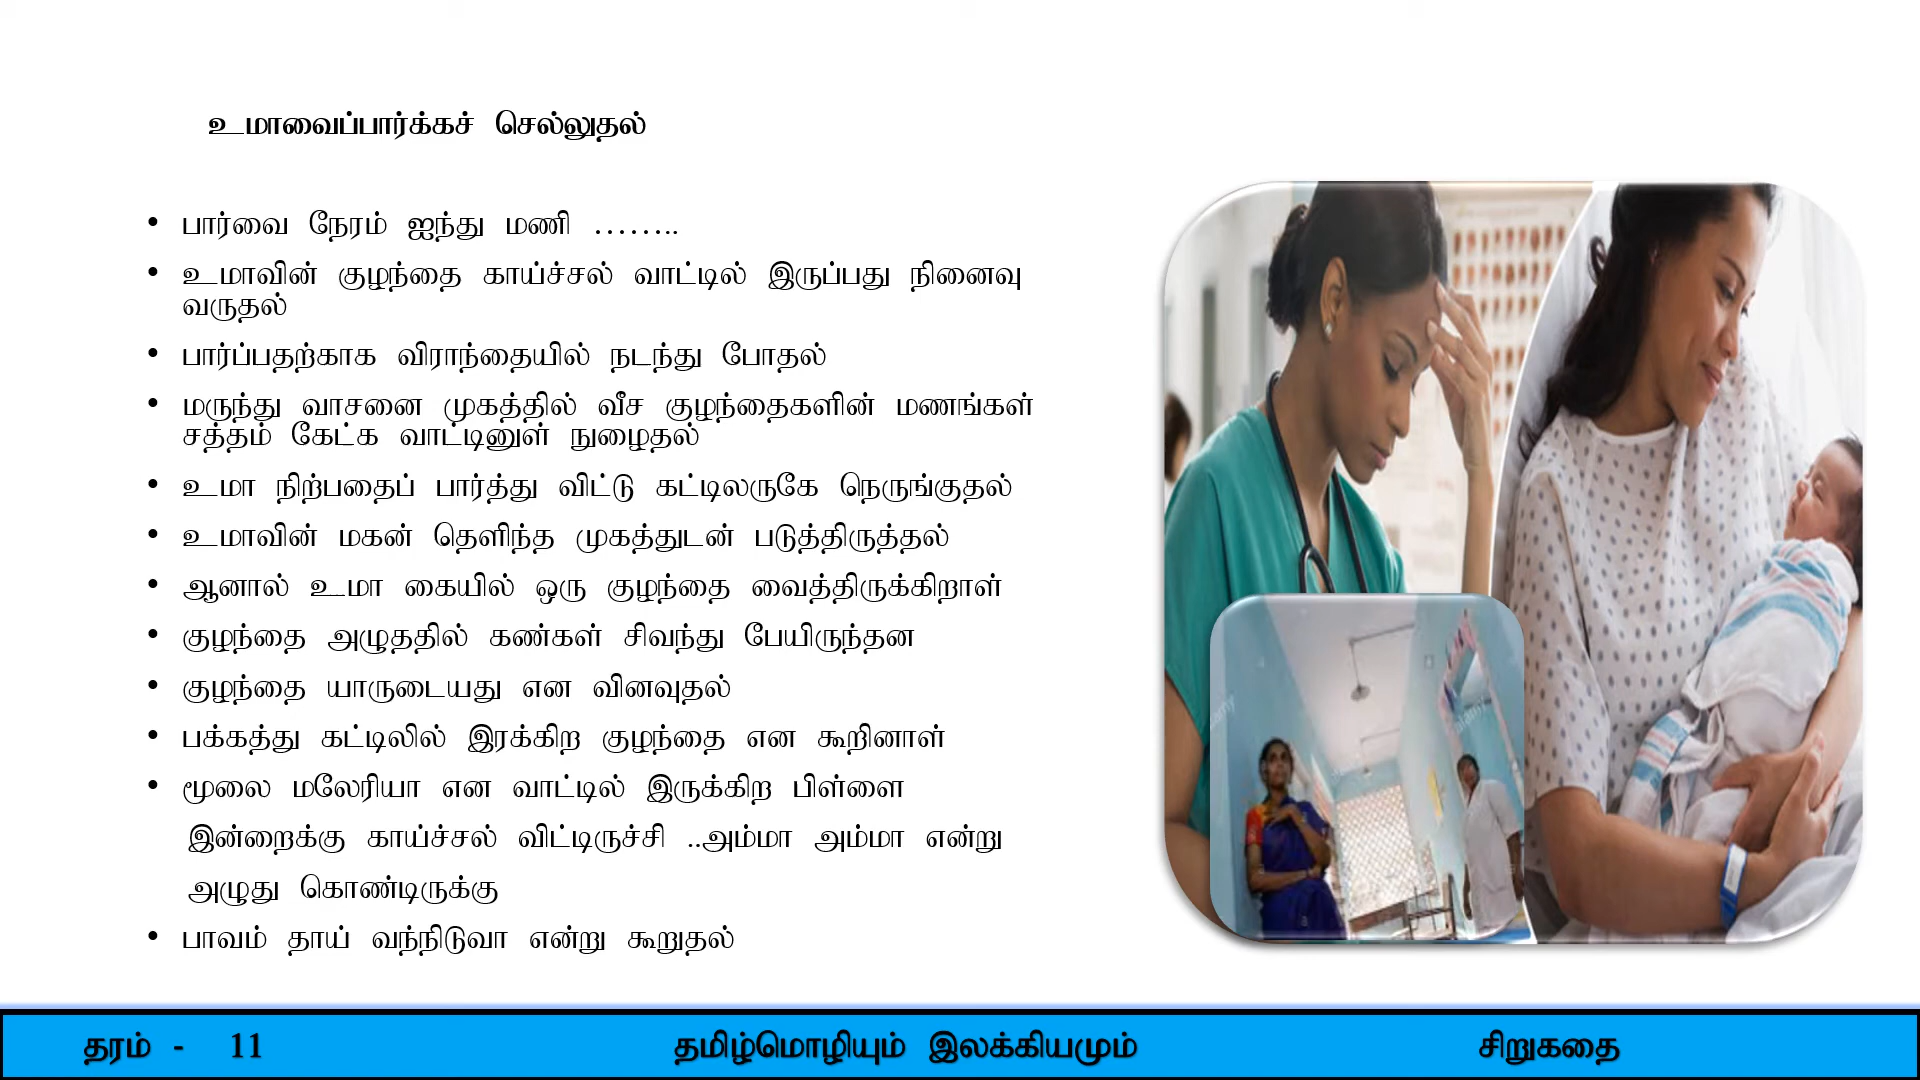 உமாவைப்பார்க்கச் செல்லுதல்
• பார்வை நேரம் ஐந்து மணி ……..
• உமாவின் குழந்தை காய்ச்சல் வாட்டில் இருப்பது நினைவு
வருதல்
• பார்ப்பதற்காக விராந்தையில் நடந்து போதல்
• மருந்து வாசனை முகத்தில் வீச குழந்தைகளின் மணங்கள்
சத்தம் கேட்க வாட்டினுள் நுழைதல்
• உமா நிற்பதைப் பார்த்து விட்டு கட்டிலருகே நெருங்குதல்
• உமாவின் மகன் தெளிந்த முகத்துடன் படுத்திருத்தல்
• ஆனால் உமா கையில் ஒரு குழந்தை வைத்திருக்கிறாள்
• குழந்தை அழுததில் கண்கள் சிவந்து பேயிருந்தன
• குழந்தை யாருடையது என வினவுதல்
• பக்கத்து கட்டிலில் இரக்கிற குழந்தை என கூறினாள்
• மூலை மலேரியா என வாட்டில் இருக்கிற பிள்ளை
இன்றைக்கு காய்ச்சல் விட்டிருச்சி ..அம்மா அம்மா என்று
அழுது கொண்டிருக்கு
• பாவம் தாய் வந்நிடுவா என்று கூறுதல்
தரம் - 11 தமிழ்மொழியும் இலக்கியமும் சிறுகதை